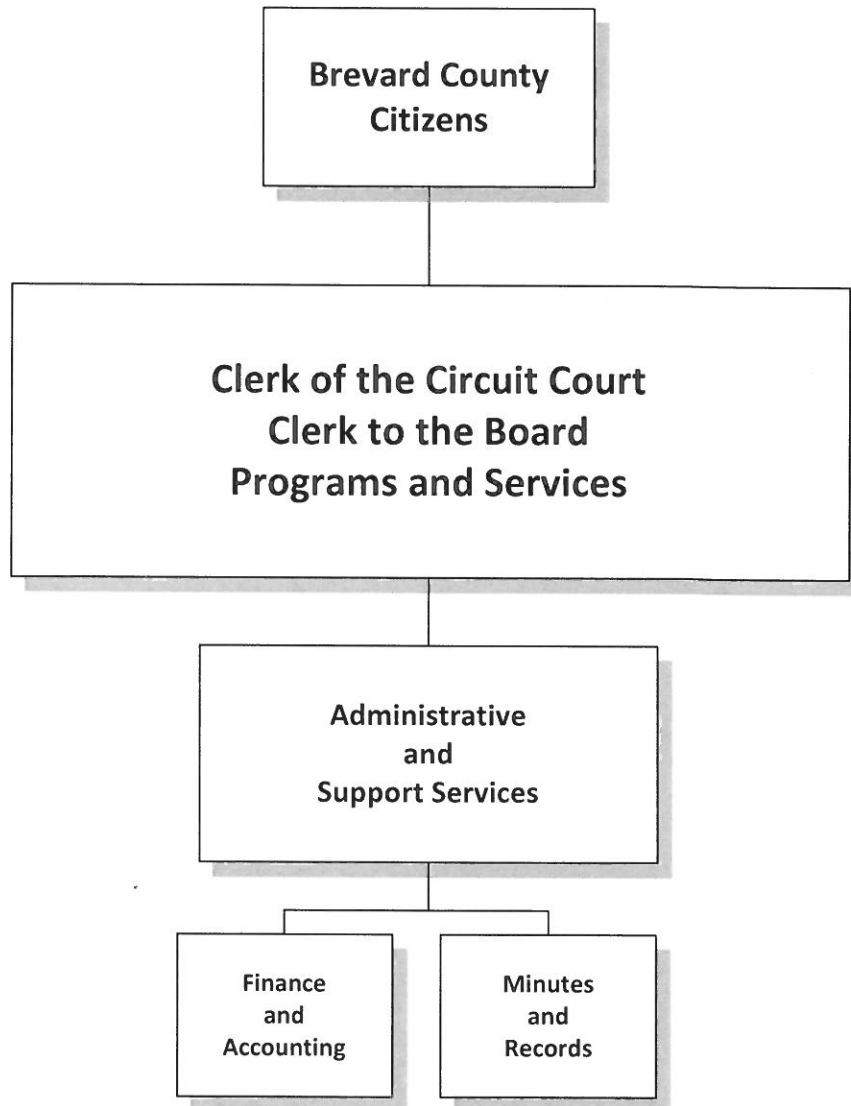 Brevard County
Citizens
Clerk of the Circuit Court
Clerk to the Board
Programs and Services
Administrative
and
Support Services
Finance
and
Accounting
Minutes
and
Records